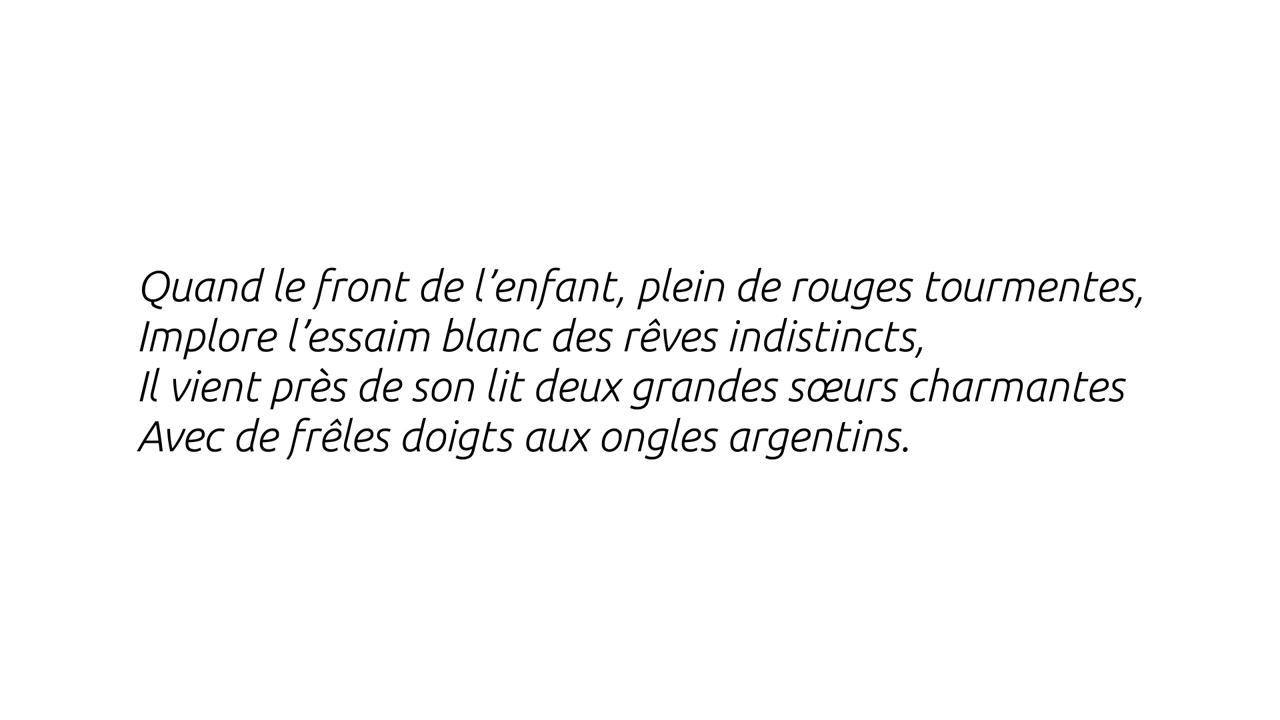 Quand le front de l’enfant, plein de rouges tourmentes,
Implore l’essaim blanc des rêves indistincts,
Il vient près de son lit deux grandes sœurs charmantes
Avec de frêles doigts aux ongles argentins.